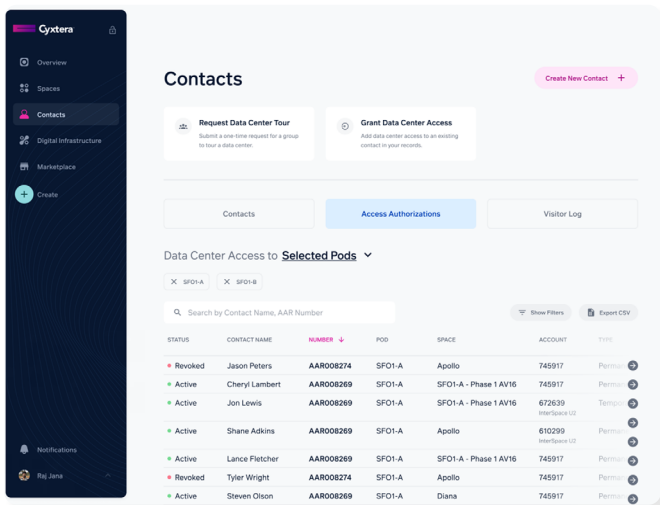 Cyxtera
Overview
Spaces
Contacts
Digital Infrastructure
Marketplace
Create
Notifications
Raj Jana
Contacts
Create New Contact
Request Data Center Tour
Submit a one-time request for a group
to tour a data center.
Grant Data Center Access
Add data center access to an existing
contact in your records.
Contacts
Access Authorizations
Visitor Log
Data Center Access to Selected Pods
SFO1-A SFO1-B
Search by Contact Name, AAR Number
Show Filters
Export CSV
STATUS CONTACT NAME NUMBER POD SPACE ACCOUNT TYPE
Revoked Jason Peters AAR008274 SFO1-A Apollo 745917
Active Cheryl Lambert AAR008269 SFO1-A SFO1-A - Phase 1 AV16 745917
Active Jon Lewis AAR008269 SFO1-A SFO1-A - Phase 1 AV16 672639
InterSpace U2
Active Shane Adkins AAR008269 SFO1-A Apollo 610299
InterSpace U2
Active Lance Fletcher AAR008269 SFO1-A SFO1-A - Phase 1 AV16 745917
Revoked Tyler Wright AAR008274 SFO1-A Apollo 745917
Active Steven Olson AAR008269 SFO1-A Diana 745917